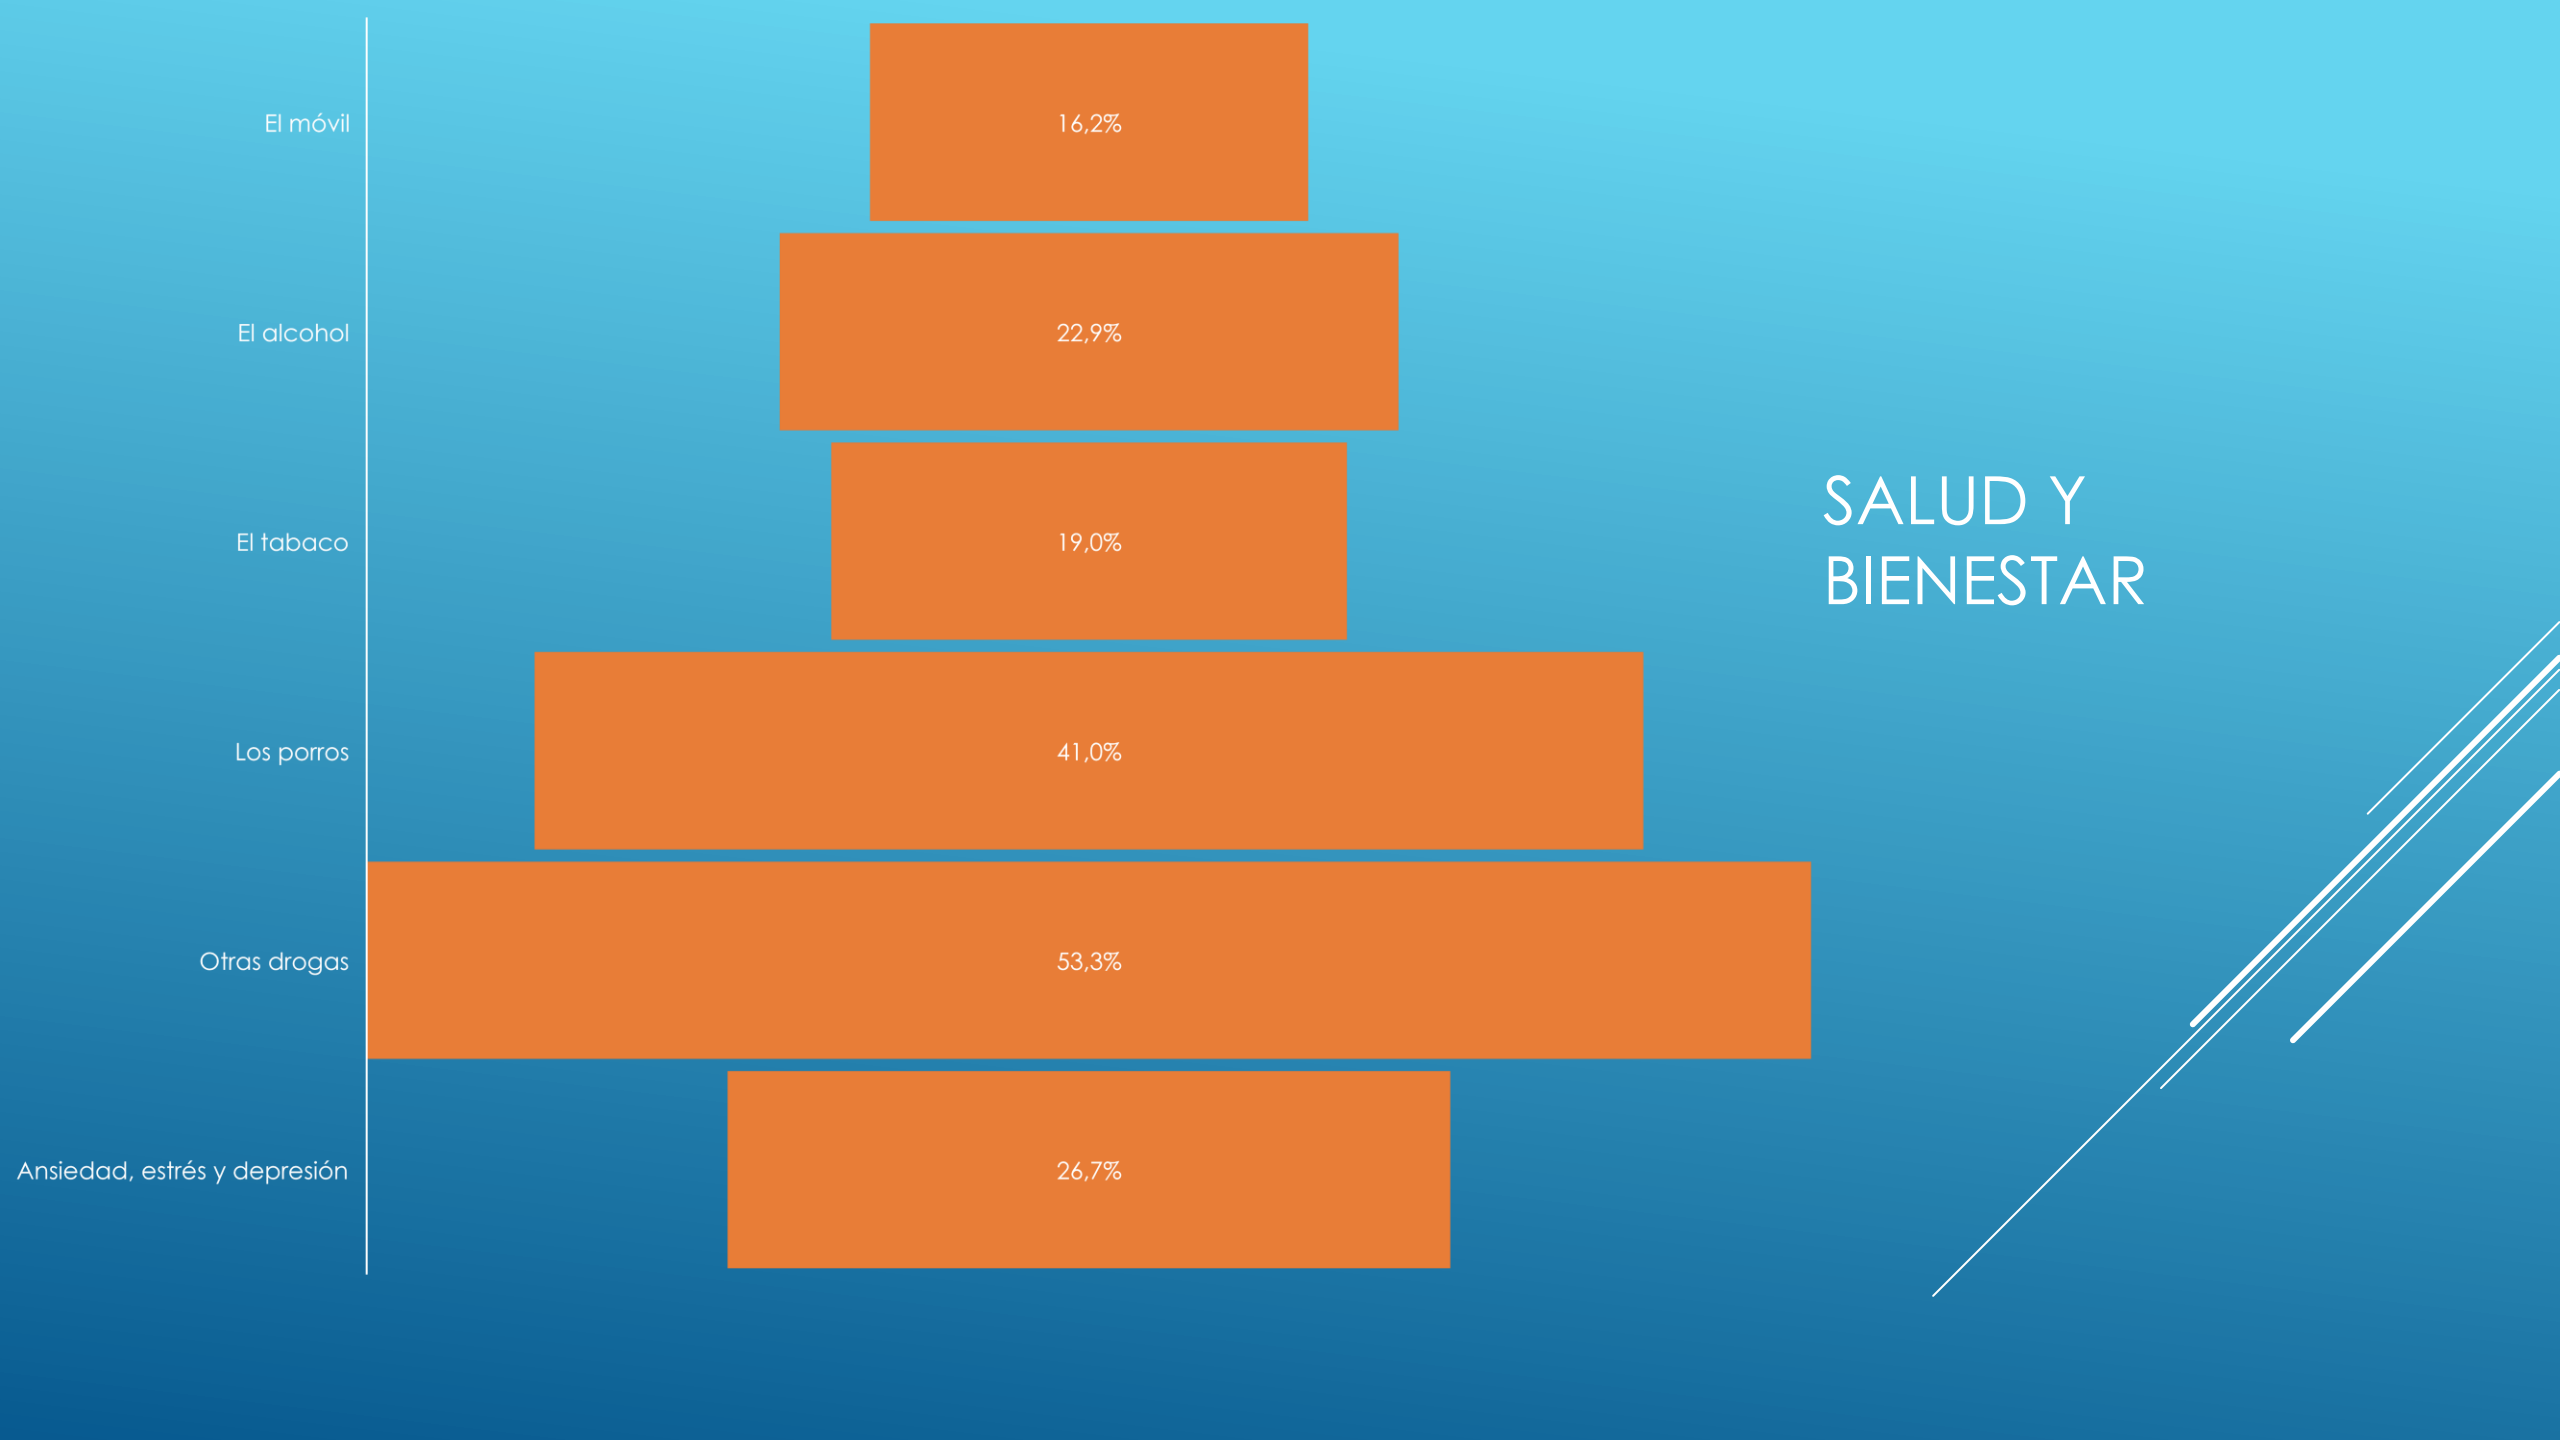 El móvil 16,2%
El alcohol 22,9%
El tabaco 19,0%
Los porros 41,0%
Otras drogas 53,3%
Ansiedad, estrés y depresión 26,7%
SALUD Y
BIENESTAR